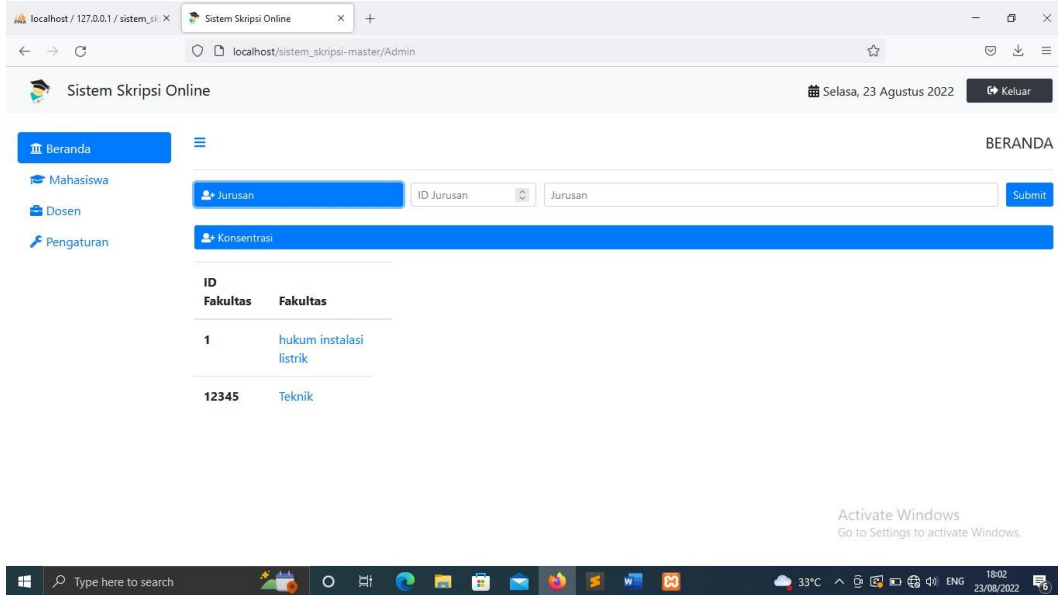 localhost / 127.0.0.1 / sistem_sk
Sistem Skripsi Online
localhost/sistem_skripsi-master/Admin
Sistem Skripsi Online
Selasa, 23 Agustus 2022
Keluar
Beranda
BERANDA
Mahasiswa
Jurusan
ID Jurusan
Jurusan
Submit
Dosen
Pengaturan
Konsentrasi
ID
Fakultas Fakultas
1 hukum instalasi
listrik
12345 Teknik
Activate Windows
Go to Settings to activate Windows.
Type here to search
33°C
ENG
18:02
23/08/2022
6